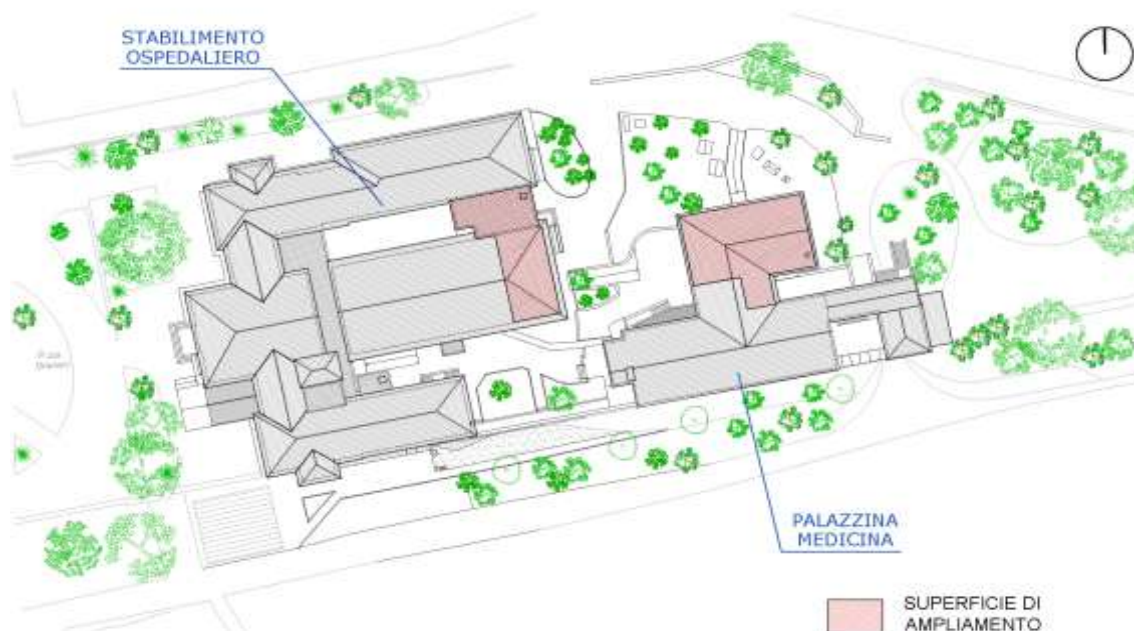 STABILIMENTO
OSPEDALIERO
PALAZZINA
MEDICINA
SUPERFICIE DI
AMPLIAMENTO